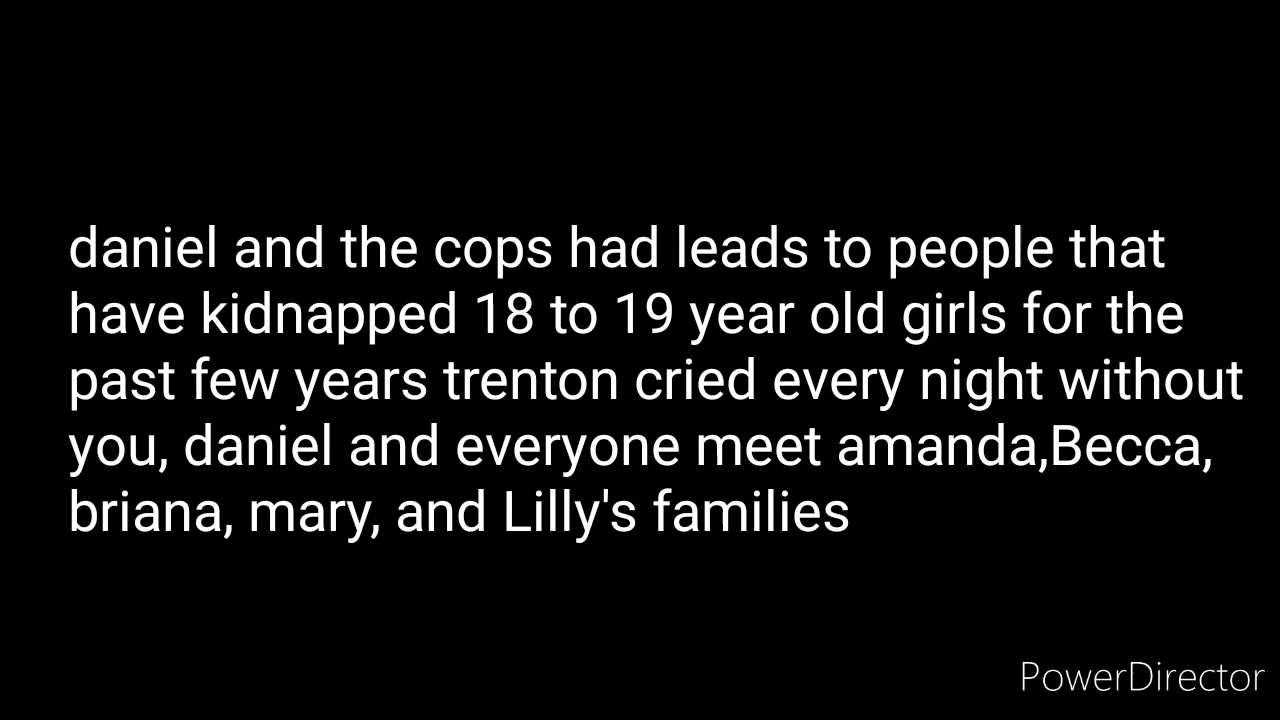 daniel and the cops had leads to people that
have kidnapped 18 to 19 year old girls for the
past few years trenton cried every night without
you, daniel and everyone meet amanda,Becca,
briana, mary, and Lilly's families
PowerDirector